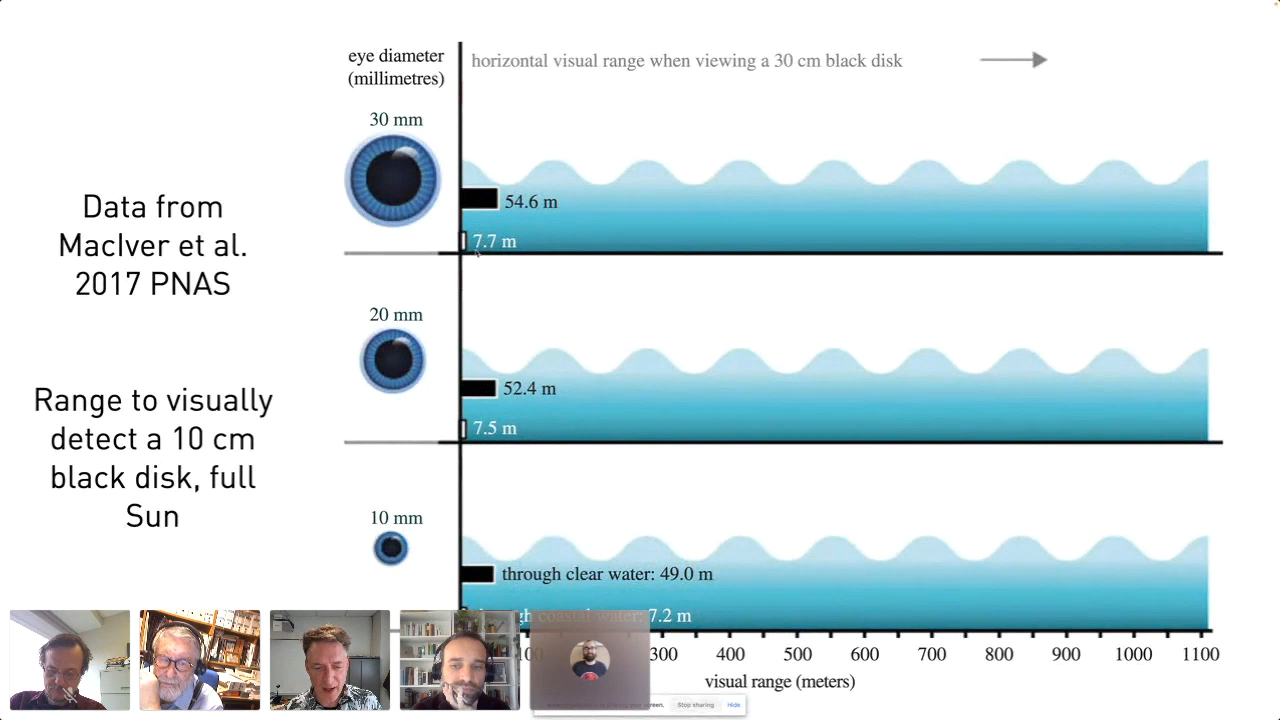 eye diameter
(millimetres)
horizontal visual range when viewing a 30 cm black disk
30 mm
54.6 m
7.7 m
Data from
MacIver et al.
2017 PNAS
20 mm
52.4 m
7.5 m
Range to visually
detect a 10 cm
black disk, full
Sun
10 mm
through clear water: 49.0 m
coastal water: 7.2 m
300 400 500 600 700 800 900 1000 1100
visual range (meters)
screen. Stop sharing Hide